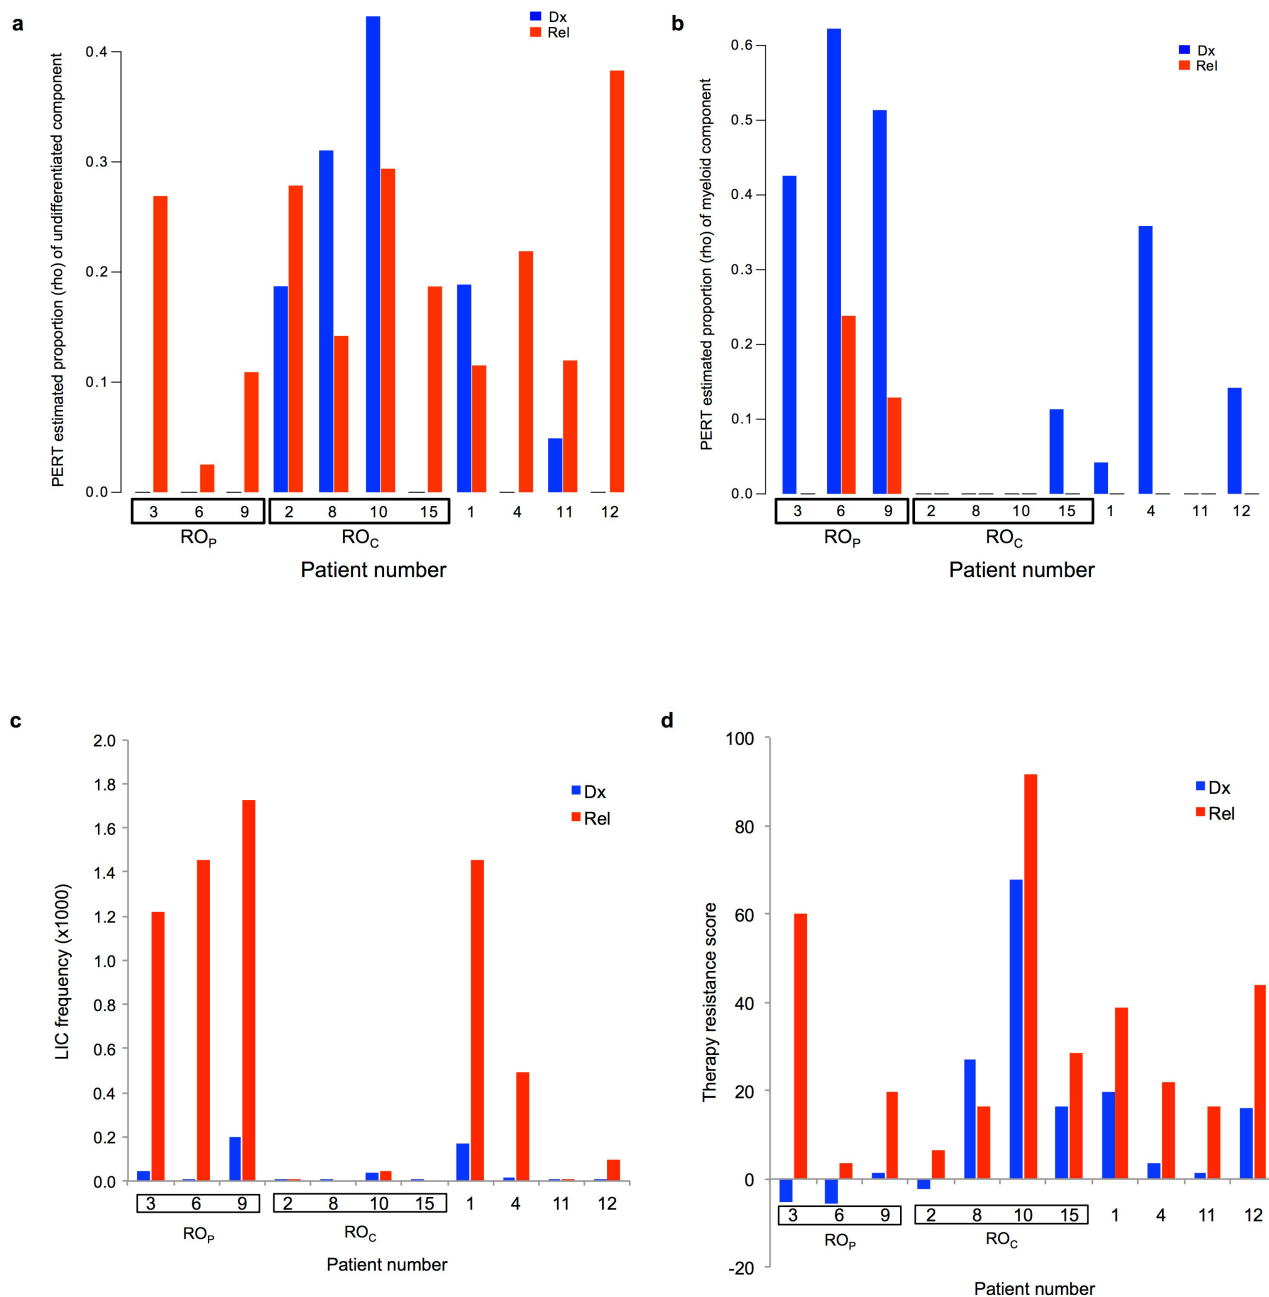 a
Dx
Rel
PERT estimated proportion (rho) of undifferentiated component
0.4
0.3
0.2
0.1
0.0
3 6 9 2 8 10 15 1 4 11 12
ROP ROC
Patient number
b
Dx
Rel
PERT estimated proportion (rho) of myeloid component
0.6
0.5
0.4
0.3
0.2
0.1
0.0
3 6 9 2 8 10 15 1 4 11 12
ROP ROC
Patient number
c
Dx
Rel
LIC frequency (x1000)
2.0
1.8
1.6
1.4
1.2
1.0
0.8
0.6
0.4
0.2
0.0
3 6 9 2 8 10 15 1 4 11 12
ROP ROC
Patient number
d
Dx
Rel
Therapy resistance score
100
80
60
40
20
0
-20
3 6 9 2 8 10 15 1 4 11 12
ROP ROC
Patient number